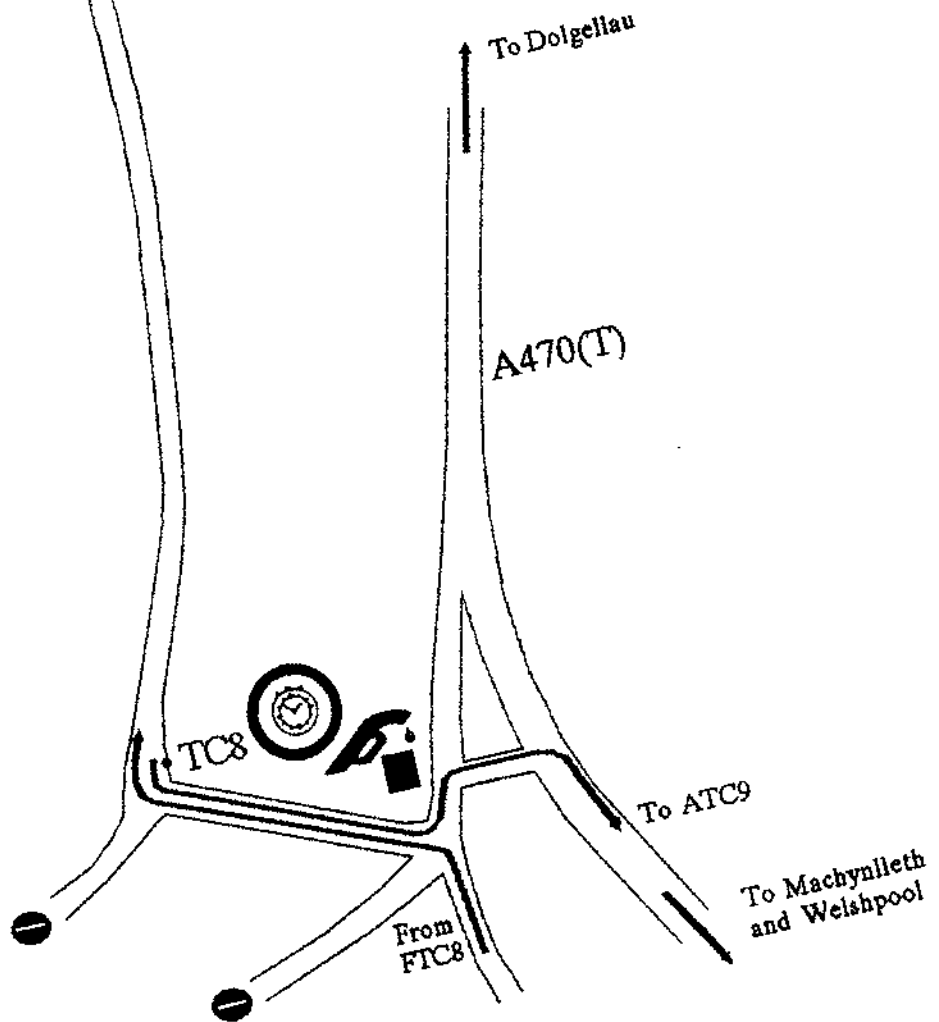 To Dolgellau
A470(T)
TC8
To ATC9
To Machynlleth
and Welshpool
From
FTC8